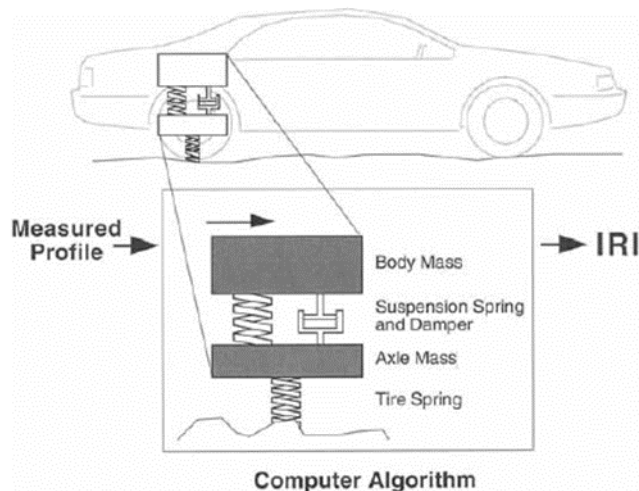 Measured
Profile
IRI
Body Mass
Suspension Spring
and Damper
Axle Mass
Tire Spring
Computer Algorithm